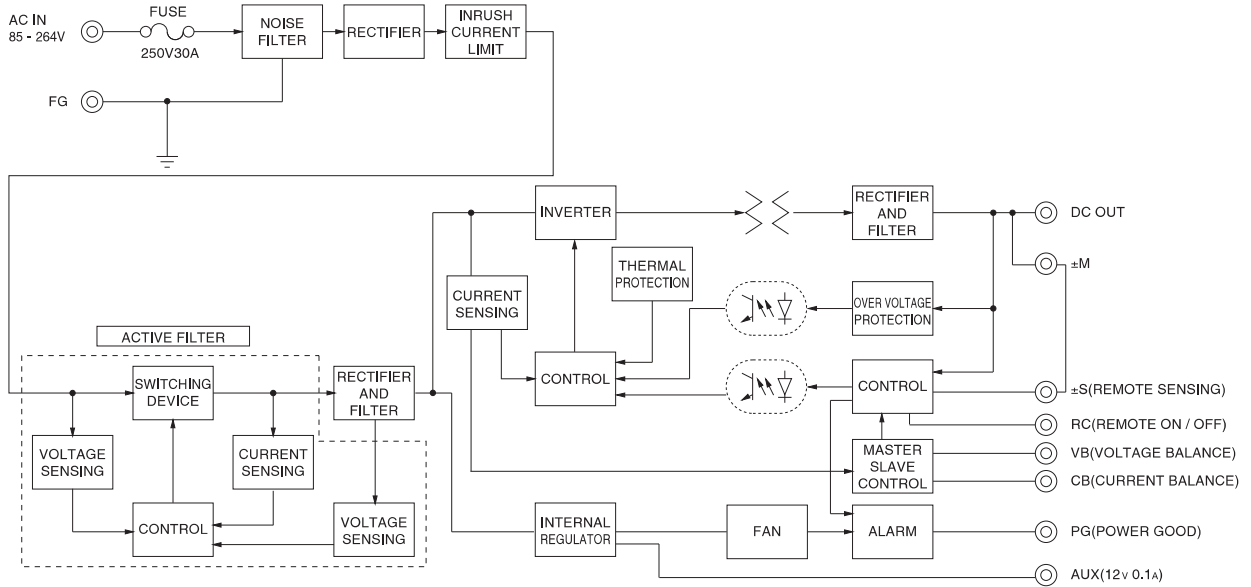 AC IN
85 - 264V
FUSE
250V30A
NOISE
FILTER
RECTIFIER
INRUSH
CURRENT
LIMIT
FG
INVERTER
RECTIFIER
AND
FILTER
DC OUT
±M
THERMAL
PROTECTION
CURRENT
SENSING
OVER VOLTAGE
PROTECTION
ACTIVE FILTER
SWITCHING
DEVICE
RECTIFIER
AND
FILTER
CONTROL
CONTROL
±S(REMOTE SENSING)
RC(REMOTE ON / OFF)
VOLTAGE
SENSING
CURRENT
SENSING
MASTER
SLAVE
CONTROL
VB(VOLTAGE BALANCE)
CB(CURRENT BALANCE)
CONTROL
VOLTAGE
SENSING
INTERNAL
REGULATOR
FAN
ALARM
PG(POWER GOOD)
AUX(12V 0.1A)